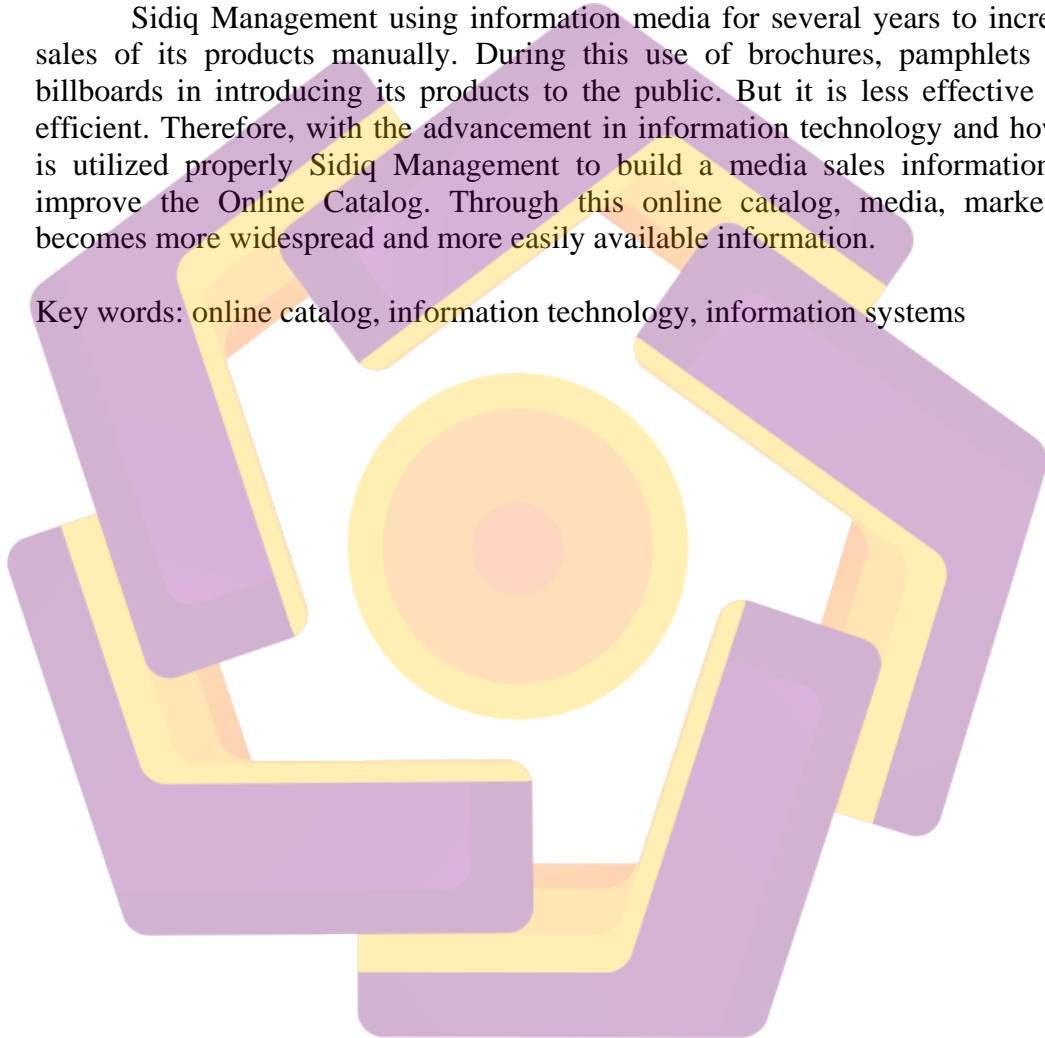 Sidiq Management using information media for several years to incre
sales of its products manually. During this use of brochures, pamphlets
billboards in introducing its products to the public. But it is less effective
efficient. Therefore, with the advancement in information technology and how
is utilized properly Sidiq Management to build a media sales information
improve the Online Catalog. Through this online catalog, media, market
becomes more widespread and more easily available information.
Key words: online catalog, information technology, information systems